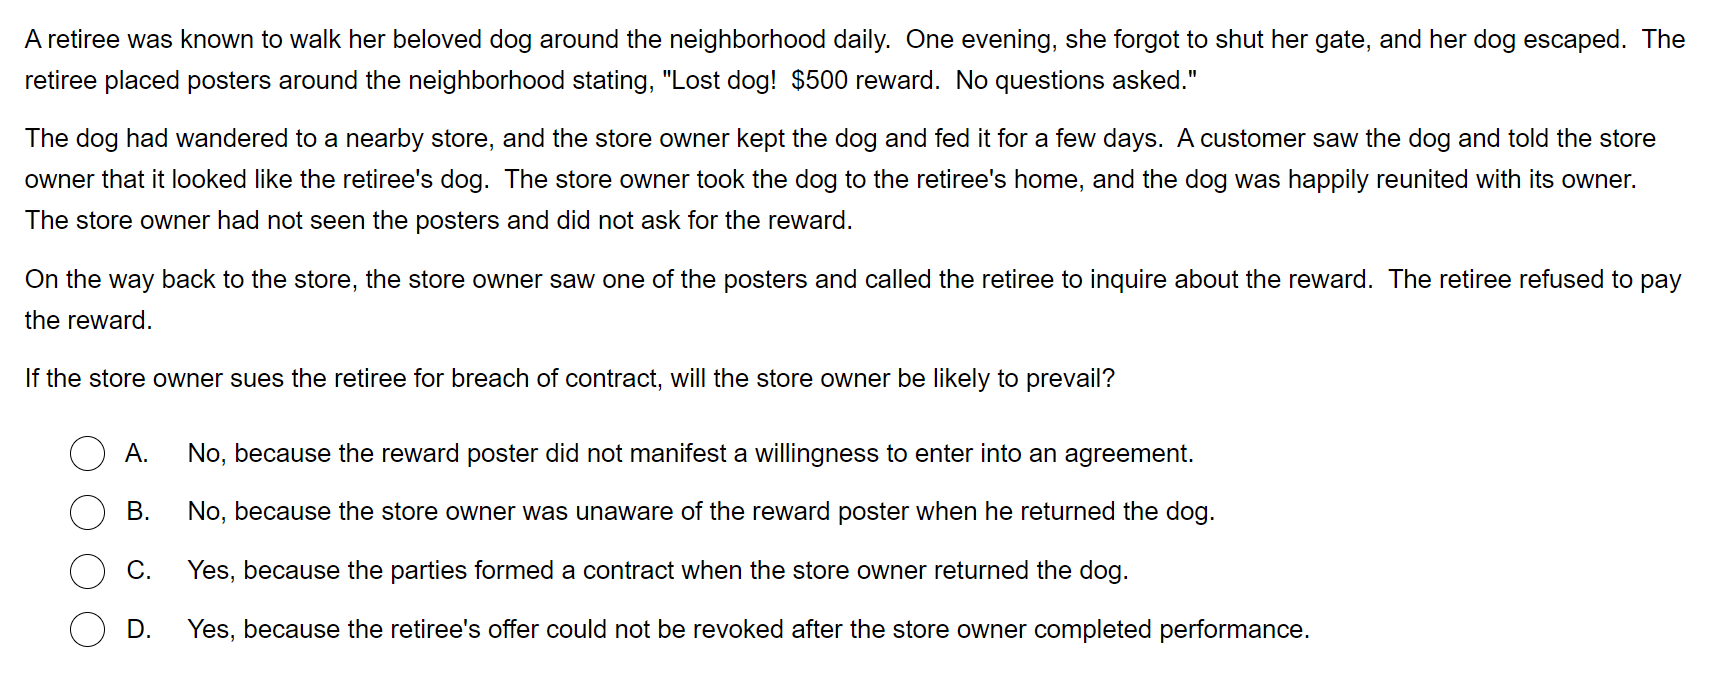 A retiree was known to walk her beloved dog around the neighborhood daily.  One evening, she forgot to shut her gate, and her dog escaped.  The
retiree placed posters around the neighborhood stating, "Lost dog!  $500 reward.  No questions asked."
The dog had wandered to a nearby store, and the store owner kept the dog and fed it for a few days.  A customer saw the dog and told the store
owner that it looked like the retiree's dog.  The store owner took the dog to the retiree's home, and the dog was happily reunited with its owner.
The store owner had not seen the posters and did not ask for the reward.
On the way back to the store, the store owner saw one of the posters and called the retiree to inquire about the reward.  The retiree refused to pay
the reward.
If the store owner sues the retiree for breach of contract, will the store owner be likely to prevail?
A. No, because the reward poster did not manifest a willingness to enter into an agreement.
B. No, because the store owner was unaware of the reward poster when he returned the dog.
C. Yes, because the parties formed a contract when the store owner returned the dog.
D. Yes, because the retiree's offer could not be revoked after the store owner completed performance.